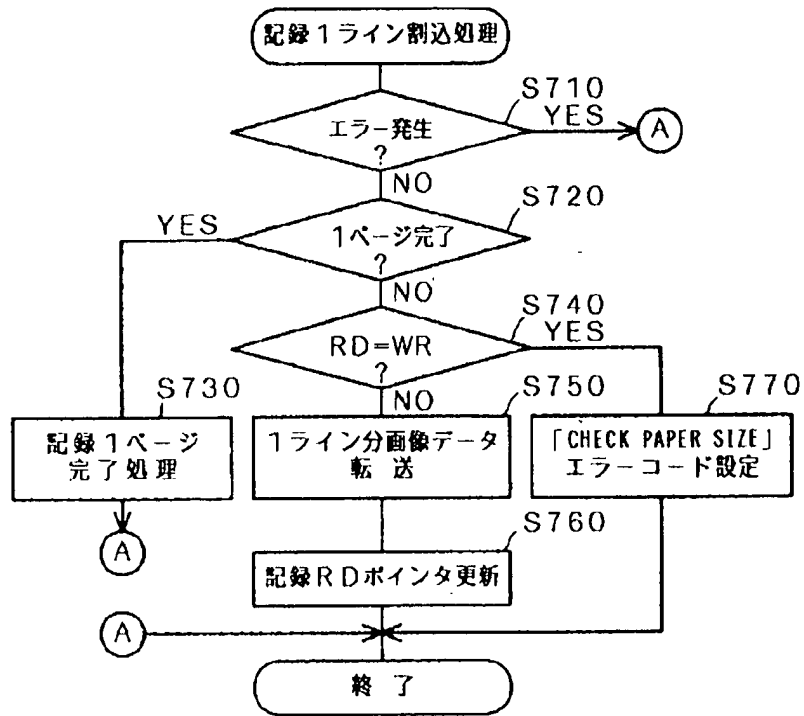 記録1ライン割込処理
S710
エラー発生
?
YES
A
NO
S720
YES
1ページ完了
?
NO
S740
RD=WR
?
YES
S730
NO
S750
S770
記録1ページ
完了処理
1ライン分画像データ
転送
「CHECK PAPER SIZE」
エラーコード設定
A
S760
記録RDポインタ更新
A
終了